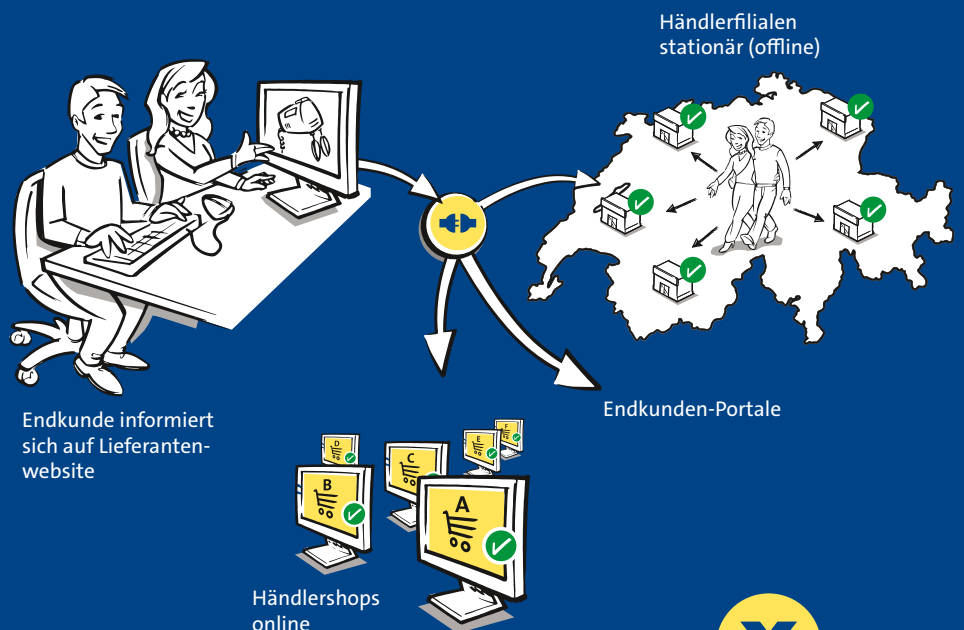 Händlerfilialen
stationär (offline)
Endkunde informiert
sich auf Lieferanten-
website
Endkunden-Portale
D
E
F
B
C
A
Händlershops
online